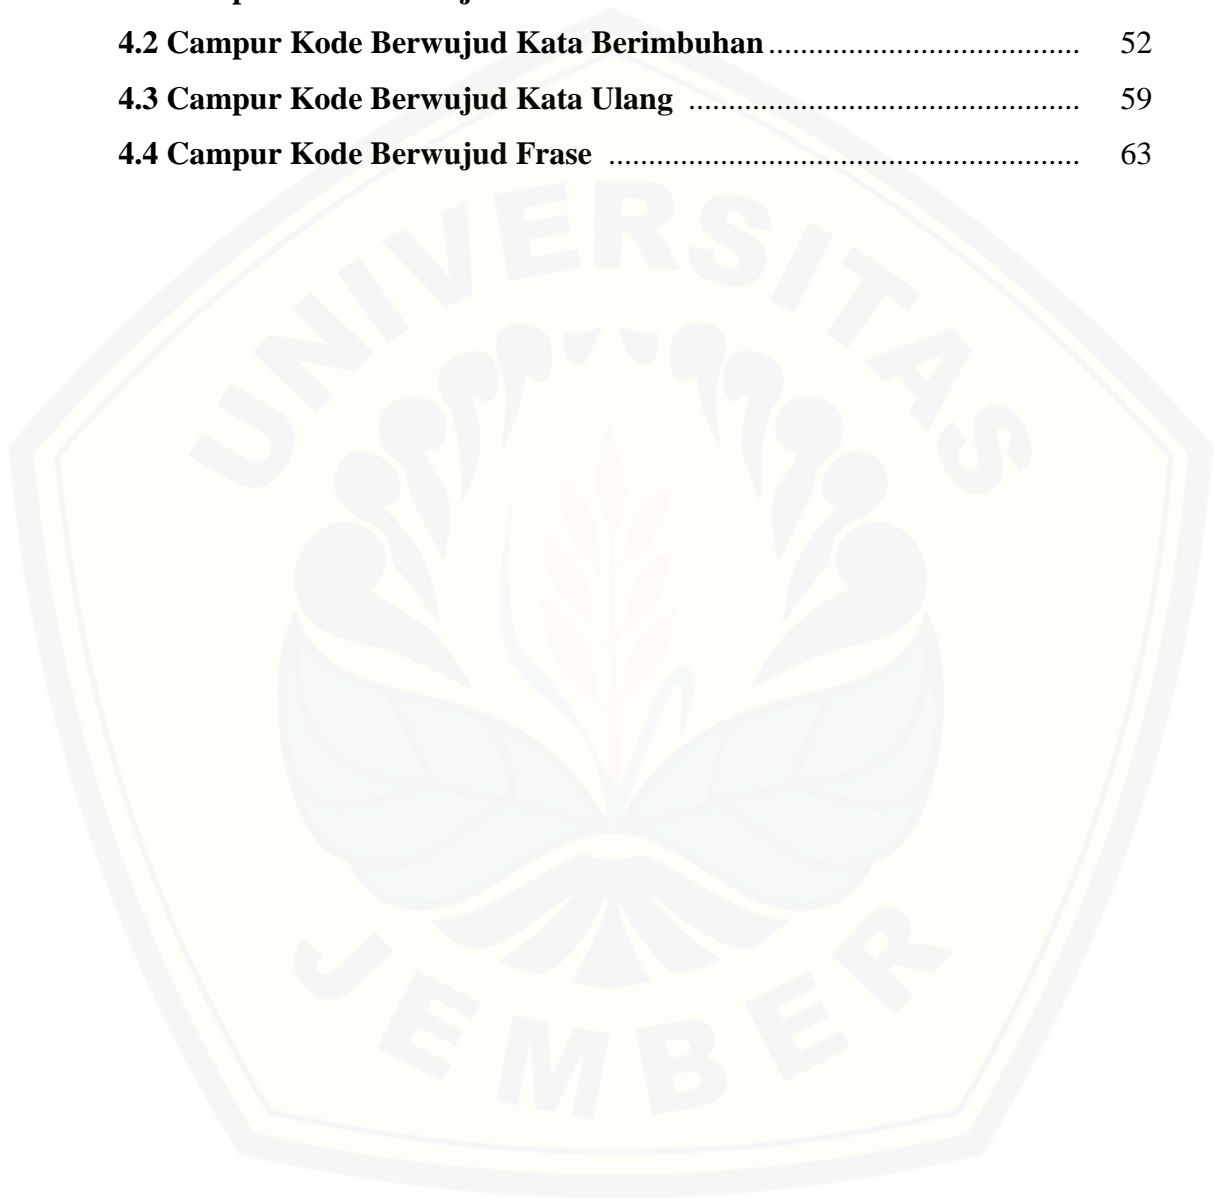 4.2 Campur Kode Berwujud Kata Berimbuhan ....................................... 52
4.3 Campur Kode Berwujud Kata Ulang ................................................. 59
4.4 Campur Kode Berwujud Frase ........................................................... 63
UNIVERSITAS
JEMBER